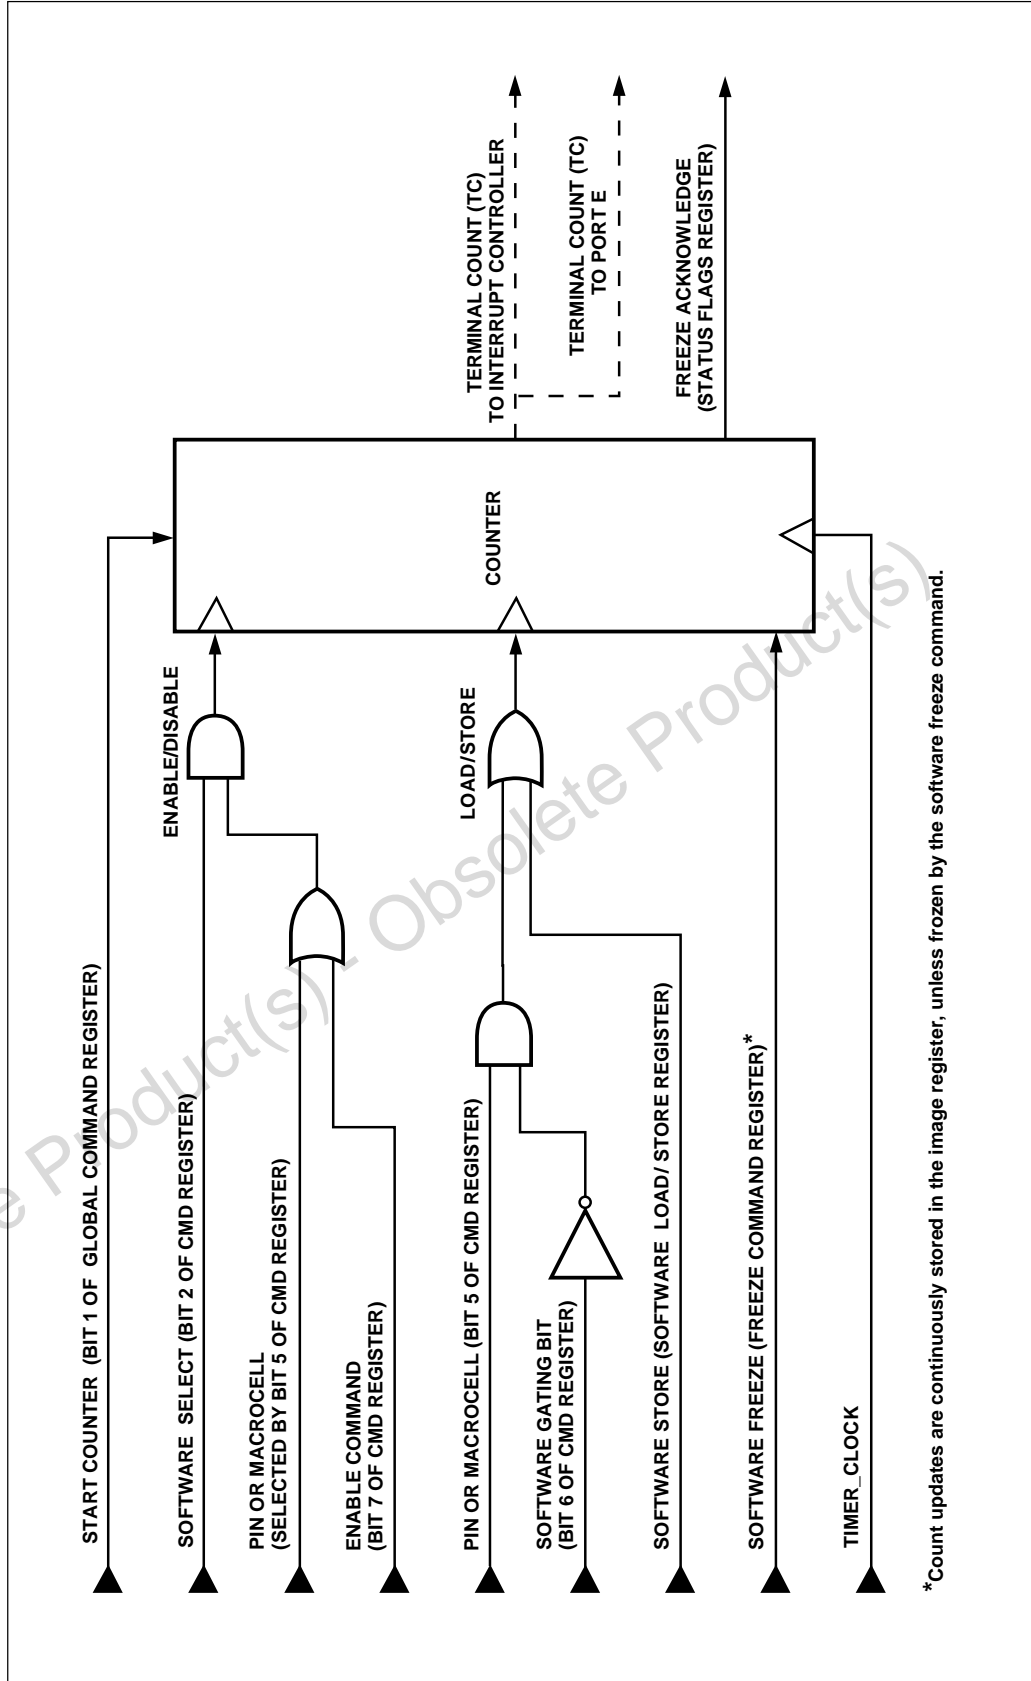 START COUNTER (BIT 1 OF GLOBAL COMMAND REGISTER)
SOFTWARE SELECT (BIT 2 OF CMD REGISTER)
PIN OR MACROCELL
(SELECTED BY BIT 5 OF CMD REGISTER)
ENABLE COMMAND
(BIT 7 OF CMD REGISTER)
PIN OR MACROCELL (BIT 5 OF CMD REGISTER)
SOFTWARE GATING BIT
(BIT 6 OF CMD REGISTER)
SOFTWARE STORE (SOFTWARE LOAD/ STORE REGISTER)
SOFTWARE FREEZE (FREEZE COMMAND REGISTER)*
TIMER_CLOCK
ENABLE/DISABLE
LOAD/STORE
COUNTER
TERMINAL COUNT (TC)
TO INTERRUPT CONTROLLER
TERMINAL COUNT (TC)
TO PORT E
FREEZE ACKNOWLEDGE
(STATUS FLAGS REGISTER)
*Count updates are continuously stored in the image register, unless frozen by the software freeze command.
e Product(s) - Obsolete Product(s)